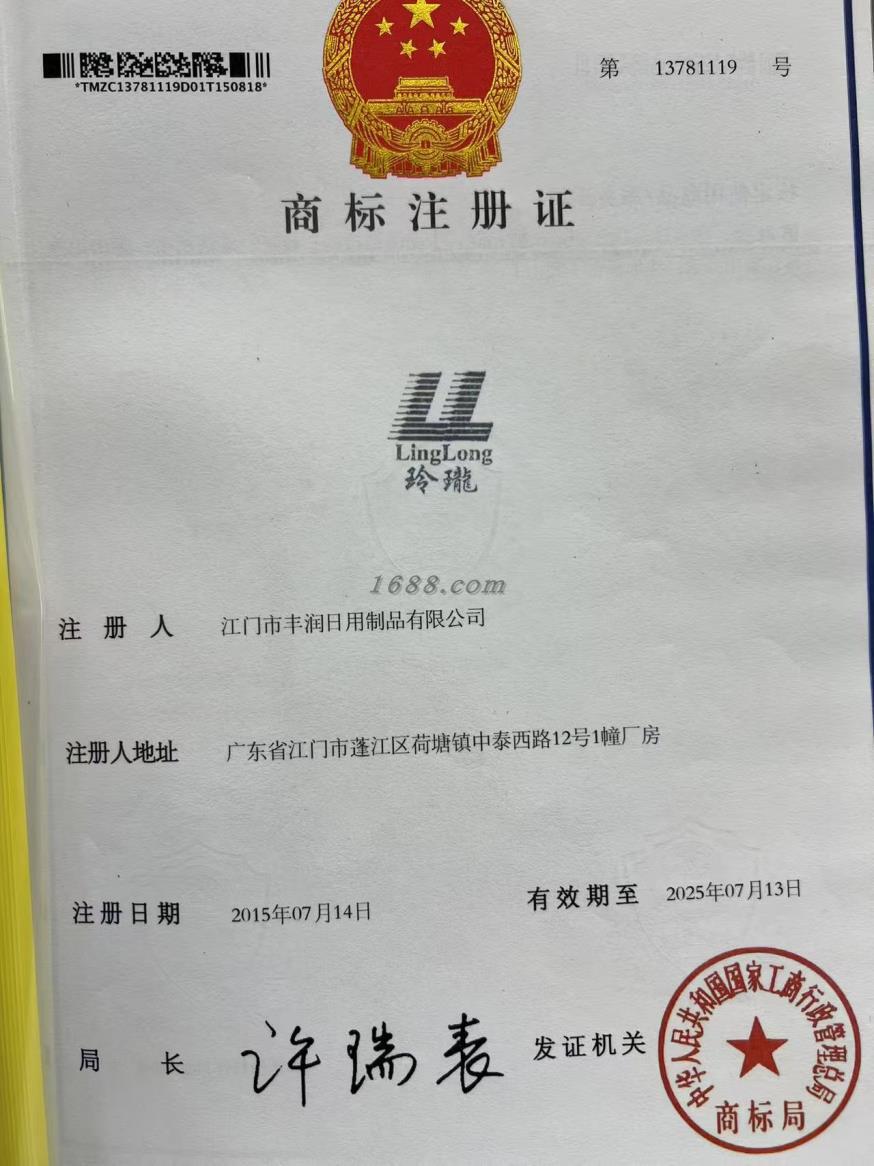 *TMZC13781119D01T150818*
第 13781119 号
商标注册证
LingLong
玲瓏
1688.com
注册人 江门市丰润日用制品有限公司
注册人地址 广东省江门市蓬江区荷塘镇中泰西路12号1幢厂房
注册日期 2015年07月14日 有效期至 2025年07月13日
局长 许瑞表 发证机关
中华人民共和国国家工商行政管理总局
商标局